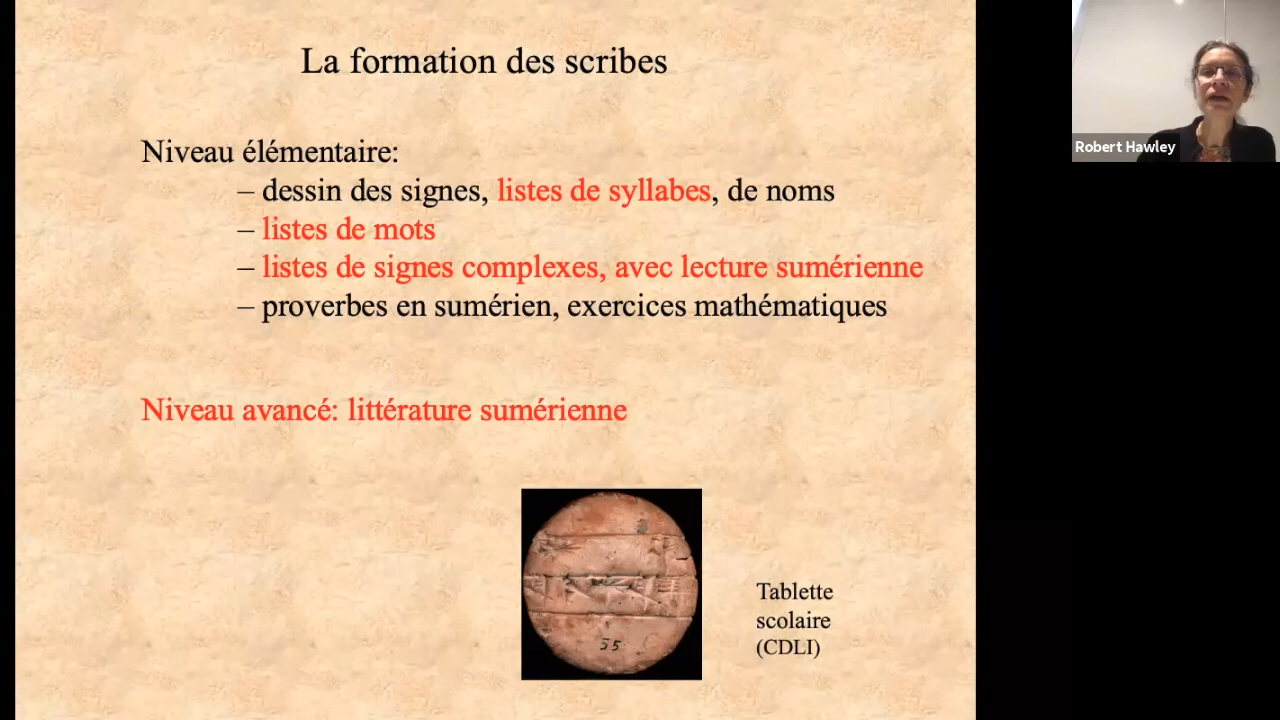 La formation des scribes
Niveau élémentaire:
– dessin des signes, listes de syllabes, de noms
– listes de mots
– listes de signes complexes, avec lecture sumérienne
– proverbes en sumérien, exercices mathématiques
Niveau avancé: littérature sumérienne
55
Tablette
scolaire
(CDLI)
Robert Hawley